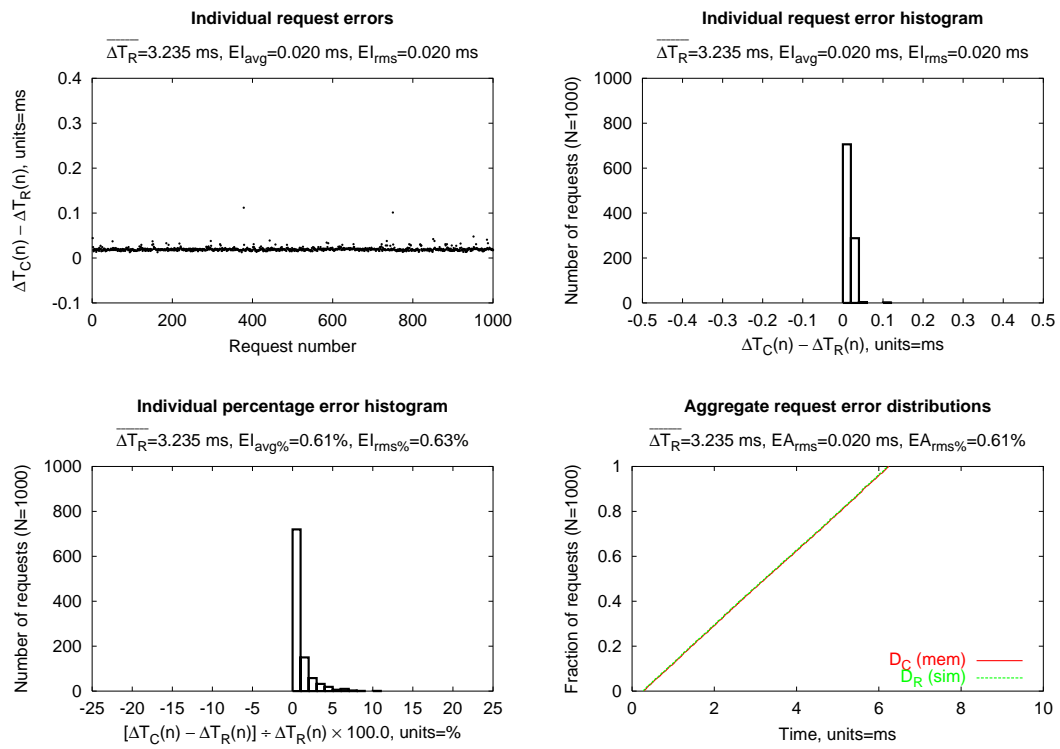 Individual request errors
ΔT_R=3.235 ms, EI_avg=0.020 ms, EI_rms=0.020 ms
ΔT_C(n) − ΔT_R(n), units=ms
0.4
0.3
0.2
0.1
0
-0.1
0 200 400 600 800 1000
Request number
Individual request error histogram
ΔT_R=3.235 ms, EI_avg=0.020 ms, EI_rms=0.020 ms
Number of requests (N=1000)
1000
800
600
400
200
0
-0.5 -0.4 -0.3 -0.2 -0.1 0 0.1 0.2 0.3 0.4 0.5
ΔT_C(n) − ΔT_R(n), units=ms
Individual percentage error histogram
ΔT_R=3.235 ms, EI_avg%=0.61%, EI_rms%=0.63%
Number of requests (N=1000)
1000
800
600
400
200
0
-25 -20 -15 -10 -5 0 5 10 15 20 25
[ΔT_C(n) − ΔT_R(n)] ÷ ΔT_R(n) × 100.0, units=%
Aggregate request error distributions
ΔT_R=3.235 ms, EA_rms=0.020 ms, EA_rms%=0.61%
Fraction of requests (N=1000)
1
0.8
0.6
0.4
0.2
0
D_C (mem)
D_R (sim)
0 2 4 6 8 10
Time, units=ms